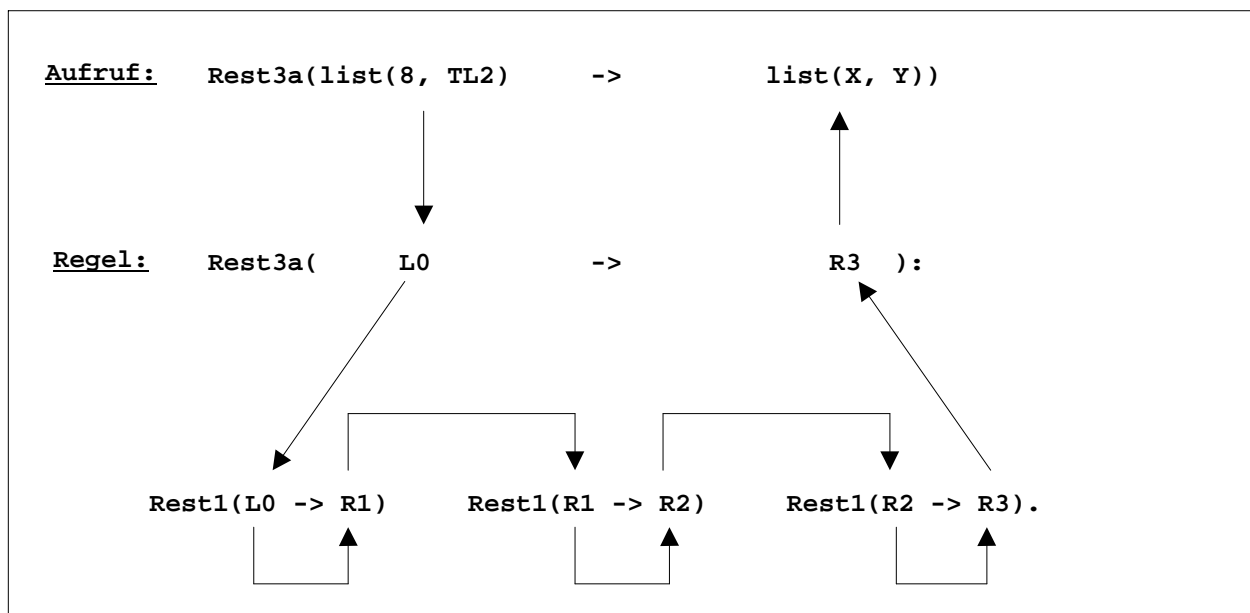 Aufruf: Rest3a(list(8, TL2) -> list(X, Y))
Regel: Rest3a( L0 -> R3 ):
Rest1(L0 -> R1) Rest1(R1 -> R2) Rest1(R2 -> R3).